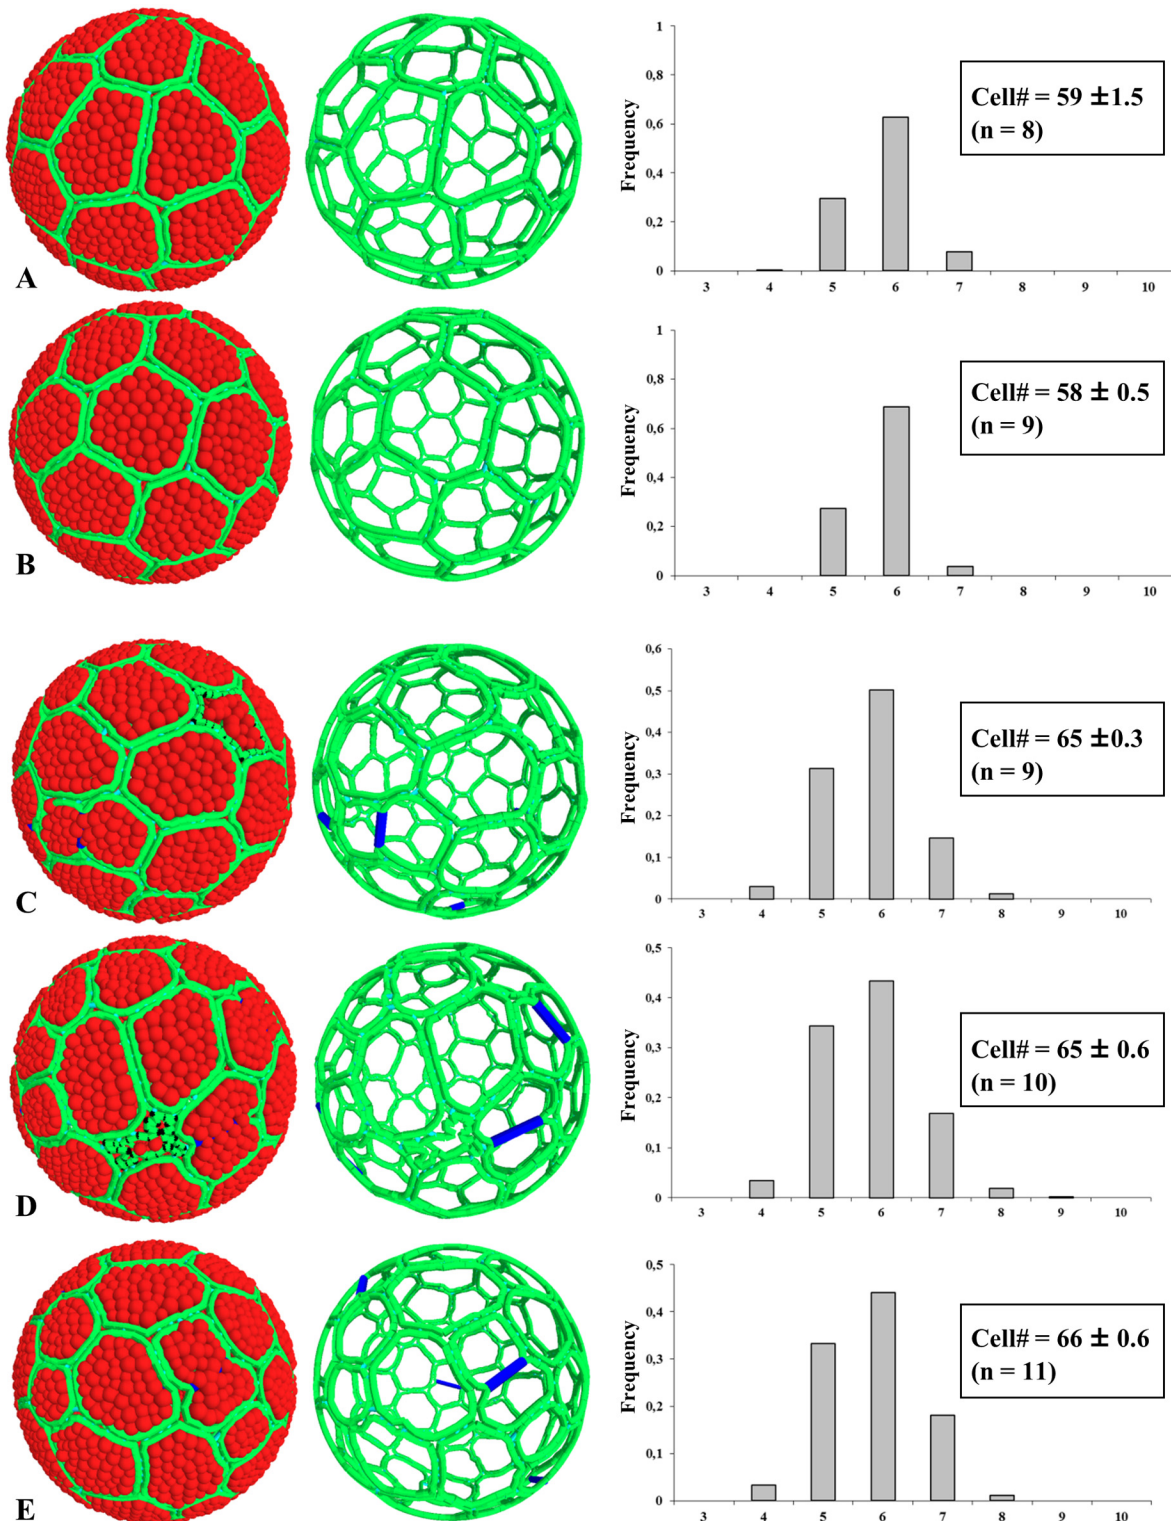 1
0,8
0,6
0,4
0,2
0
Frequency
Cell# = 59 ±1.5
(n = 8)
3 4 5 6 7 8 9 10
A
1
0,8
0,6
0,4
0,2
0
Frequency
Cell# = 58 ± 0.5
(n = 9)
3 4 5 6 7 8 9 10
B
0,6
0,5
0,4
0,3
0,2
0,1
0
Frequency
Cell# = 65 ±0.3
(n = 9)
3 4 5 6 7 8 9 10
C
0,5
0,4
0,3
0,2
0,1
0
Frequency
Cell# = 65 ± 0.6
(n = 10)
3 4 5 6 7 8 9 10
D
0,5
0,4
0,3
0,2
0,1
0
Frequency
Cell# = 66 ± 0.6
(n = 11)
3 4 5 6 7 8 9 10
E